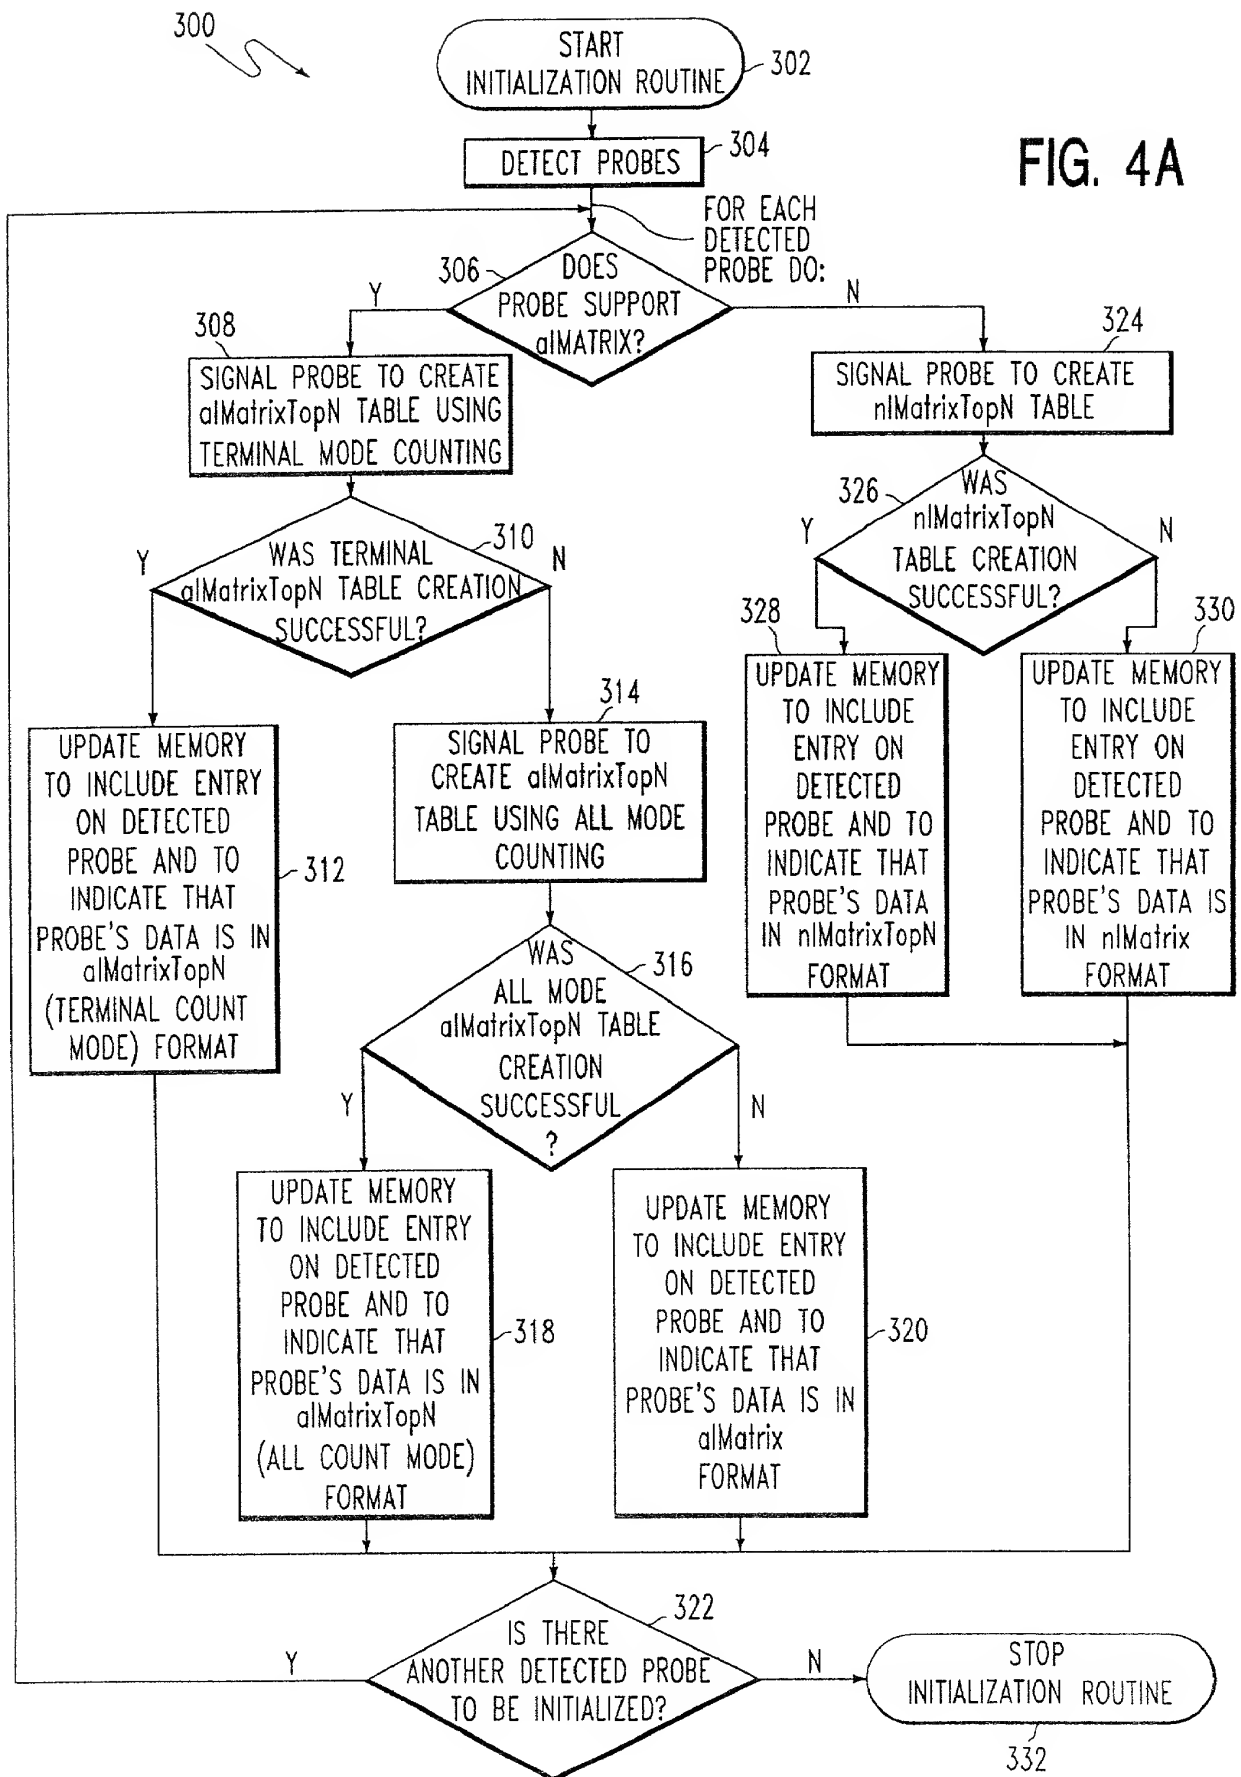 300
START
INITIALIZATION ROUTINE
302
DETECT PROBES
304
FIG. 4A
FOR EACH
DETECTED
PROBE DO:
306
DOES
PROBE SUPPORT
alMATRIX?
Y
N
308
SIGNAL PROBE TO CREATE
alMatrixTopN TABLE USING
TERMINAL MODE COUNTING
324
SIGNAL PROBE TO CREATE
nlMatrixTopN TABLE
310
WAS TERMINAL
alMatrixTopN TABLE CREATION
SUCCESSFUL?
Y
N
326
WAS
nlMatrixTopN
TABLE CREATION
SUCCESSFUL?
Y
N
312
UPDATE MEMORY
TO INCLUDE ENTRY
ON DETECTED
PROBE AND TO
INDICATE THAT
PROBE'S DATA IS IN
alMatrixTopN
(TERMINAL COUNT
MODE) FORMAT
314
SIGNAL PROBE TO
CREATE alMatrixTopN
TABLE USING ALL MODE
COUNTING
328
UPDATE MEMORY
TO INCLUDE
ENTRY ON
DETECTED
PROBE AND TO
INDICATE THAT
PROBE'S DATA
IN nlMatrixTopN
FORMAT
330
UPDATE MEMORY
TO INCLUDE
ENTRY ON
DETECTED
PROBE AND TO
INDICATE THAT
PROBE'S DATA IS
IN nlMatrix
FORMAT
316
WAS
ALL MODE
alMatrixTopN TABLE
CREATION
SUCCESSFUL
?
Y
N
318
UPDATE MEMORY
TO INCLUDE ENTRY
ON DETECTED
PROBE AND TO
INDICATE THAT
PROBE'S DATA IS IN
alMatrixTopN
(ALL COUNT MODE)
FORMAT
320
UPDATE MEMORY
TO INCLUDE ENTRY
ON DETECTED
PROBE AND TO
INDICATE THAT
PROBE'S DATA IS IN
alMatrix
FORMAT
322
IS THERE
ANOTHER DETECTED PROBE
TO BE INITIALIZED?
Y
N
STOP
INITIALIZATION ROUTINE
332